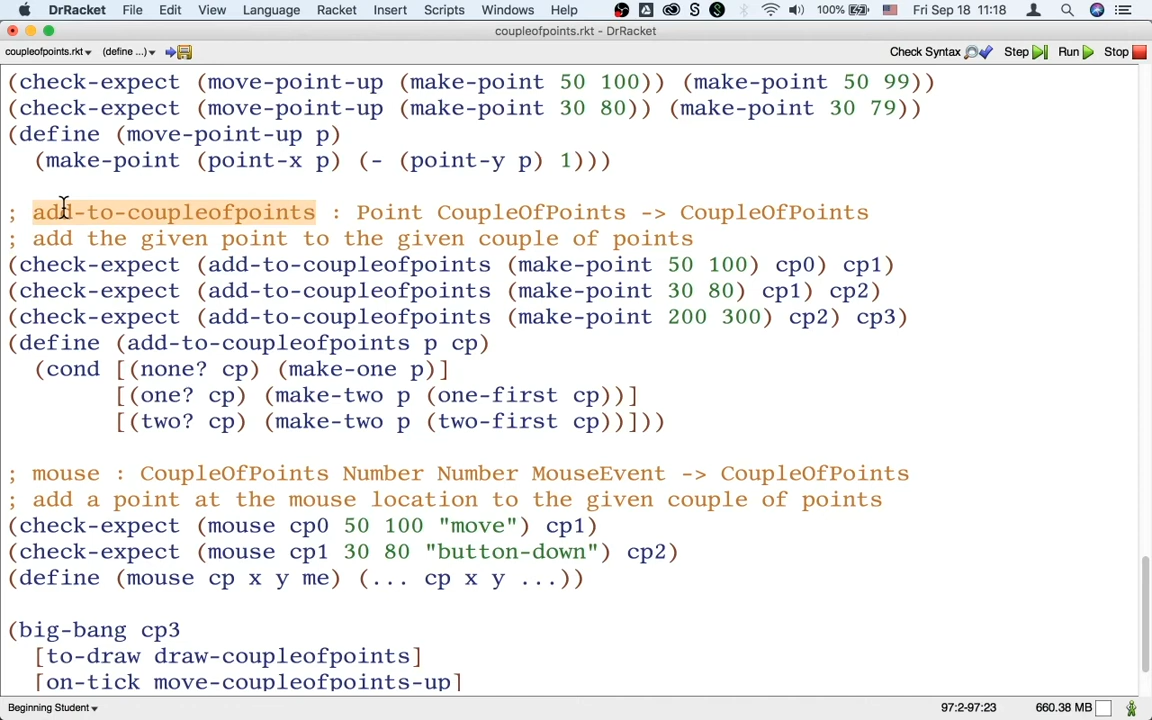 DrRacket File Edit View Language Racket Insert Scripts Windows Help 100% Fri Sep 18 11:18
coupleofpoints.rkt - DrRacket
coupleofpoints.rkt (define ...) Check Syntax Step Run Stop
(check-expect (move-point-up (make-point 50 100)) (make-point 50 99))
(check-expect (move-point-up (make-point 30 80)) (make-point 30 79))
(define (move-point-up p)
(make-point (point-x p) (- (point-y p) 1)))
; add-to-coupleofpoints : Point CoupleOfPoints -> CoupleOfPoints
; add the given point to the given couple of points
(check-expect (add-to-coupleofpoints (make-point 50 100) cp0) cp1)
(check-expect (add-to-coupleofpoints (make-point 30 80) cp1) cp2)
(check-expect (add-to-coupleofpoints (make-point 200 300) cp2) cp3)
(define (add-to-coupleofpoints p cp)
(cond [(none? cp) (make-one p)]
[(one? cp) (make-two p (one-first cp))]
[(two? cp) (make-two p (two-first cp))]))
; mouse : CoupleOfPoints Number Number MouseEvent -> CoupleOfPoints
; add a point at the mouse location to the given couple of points
(check-expect (mouse cp0 50 100 "move") cp1)
(check-expect (mouse cp1 30 80 "button-down") cp2)
(define (mouse cp x y me) (... cp x y ...))
(big-bang cp3
[to-draw draw-coupleofpoints]
[on-tick move-coupleofpoints-up]
Beginning Student 97:2-97:23 660.38 MB